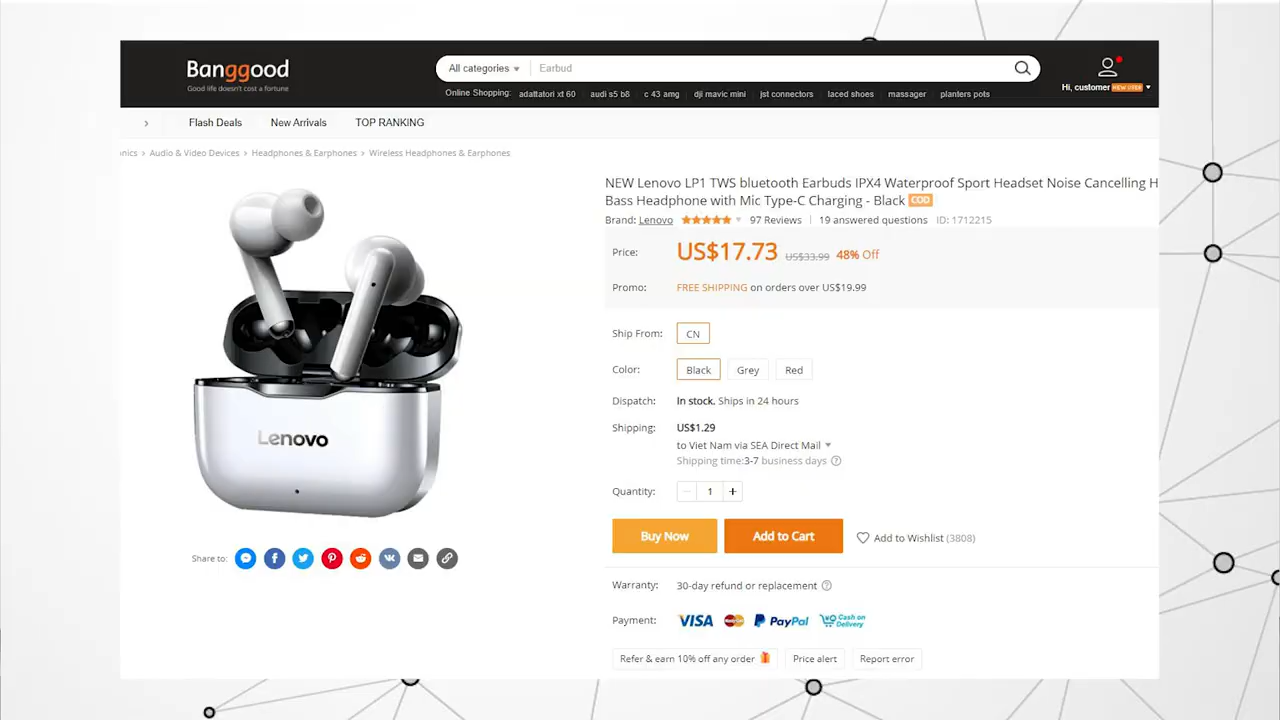 Banggood
Good life doesn't cost a fortune
All categories
Earbud
Online Shopping: adattatori xt 60 audi s5 b8 c 43 amg dji mavic mini jst connectors laced shoes massager planters pots
Hi, customer NEW USER
Flash Deals New Arrivals TOP RANKING
onics > Audio & Video Devices > Headphones & Earphones > Wireless Headphones & Earphones
NEW Lenovo LP1 TWS bluetooth Earbuds IPX4 Waterproof Sport Headset Noise Cancelling H
Bass Headphone with Mic Type-C Charging - Black COD
Brand: Lenovo 97 Reviews 19 answered questions ID: 1712215
Price: US$17.73 US$33.99 48% Off
Promo: FREE SHIPPING on orders over US$19.99
Ship From: CN
Color: Black Grey Red
Dispatch: In stock. Ships in 24 hours
Shipping: US$1.29
to Viet Nam via SEA Direct Mail
Shipping time:3-7 business days
Quantity: 1 +
Buy Now Add to Cart Add to Wishlist (3808)
Lenovo
Share to:
Warranty: 30-day refund or replacement
Payment: VISA MasterCard PayPal Cash on Delivery
Refer & earn 10% off any order Price alert Report error